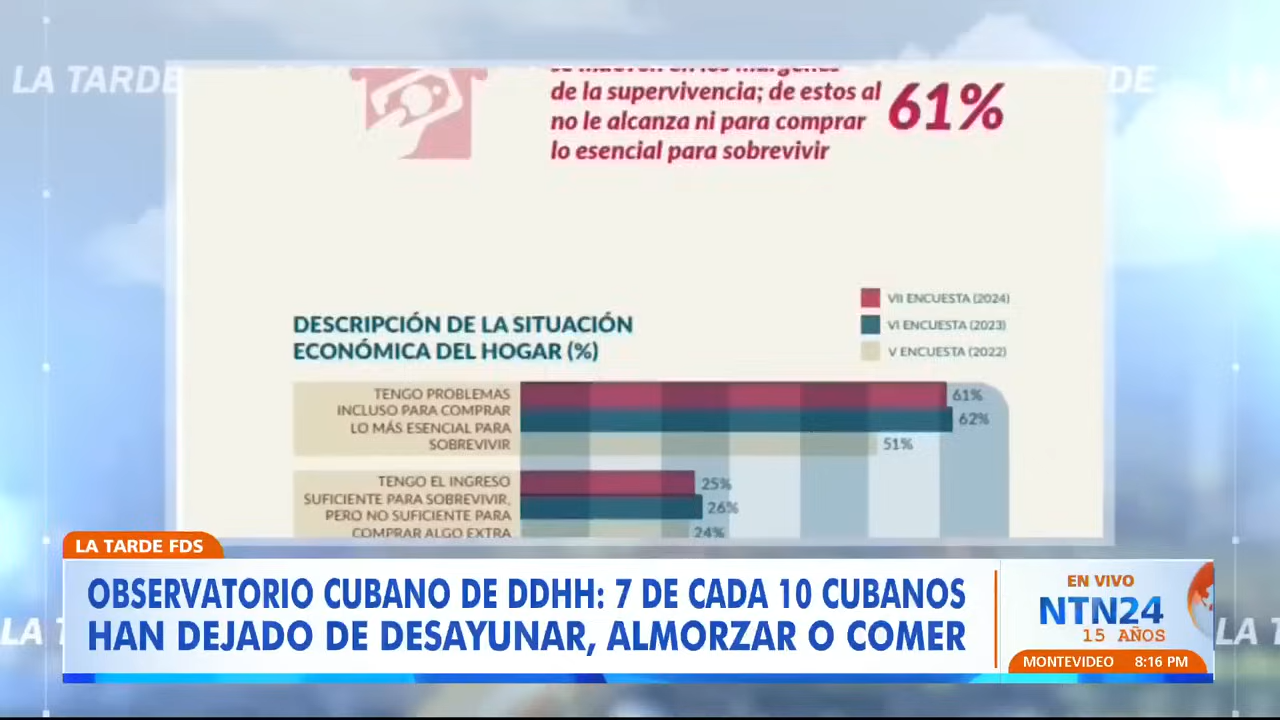 LA TARDE
DE
de la supervivencia; de estos al
no le alcanza ni para comprar
lo esencial para sobrevivir
61%
VII ENCUESTA (2024)
VI ENCUESTA (2023)
V ENCUESTA (2022)
DESCRIPCIÓN DE LA SITUACIÓN
ECONÓMICA DEL HOGAR (%)
TENGO PROBLEMAS
INCLUSO PARA COMPRAR
LO MÁS ESENCIAL PARA
SOBREVIVIR
61%
62%
51%
TENGO EL INGRESO
SUFICIENTE PARA SOBREVIVIR,
PERO NO SUFICIENTE PARA
COMPRAR ALGO EXTRA
25%
26%
24%
LA TARDE FDS
OBSERVATORIO CUBANO DE DDHH: 7 DE CADA 10 CUBANOS
HAN DEJADO DE DESAYUNAR, ALMORZAR O COMER
EN VIVO
NTN24
15 AÑOS
MONTEVIDEO 8:16 PM
LA T
LA T